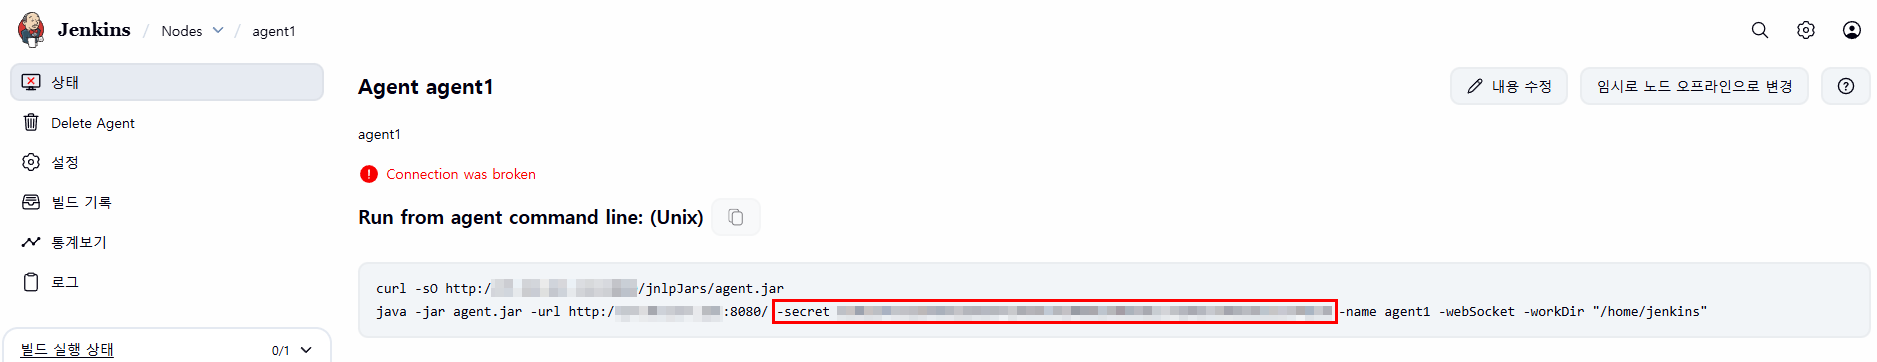 Jenkins / Nodes / agent1
상태
Delete Agent
설정
빌드 기록
통계보기
로그
빌드 실행 상태 0/1
Agent agent1
내용 수정
임시로 노드 오프라인으로 변경
agent1
Connection was broken
Run from agent command line: (Unix)
curl -sO http:/ /jnlpJars/agent.jar
java -jar agent.jar -url http:/ :8080/ -secret -name agent1 -webSocket -workDir "/home/jenkins"